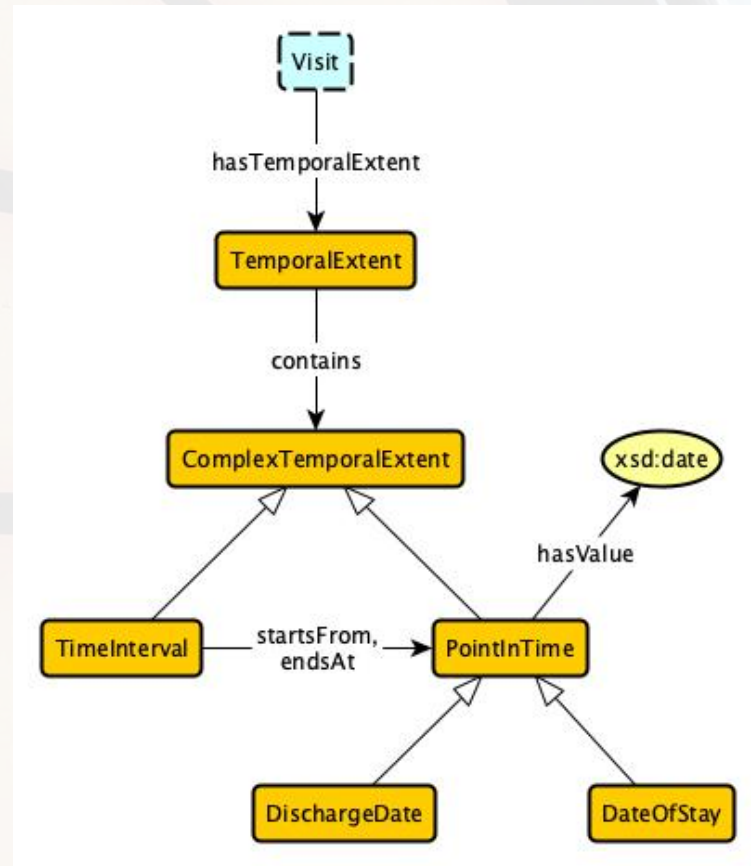 Visit
hasTemporalExtent
TemporalExtent
contains
ComplexTemporalExtent
xsd:date
hasValue
TimeInterval
startsFrom,
endsAt
PointInTime
DischargeDate
DateOfStay